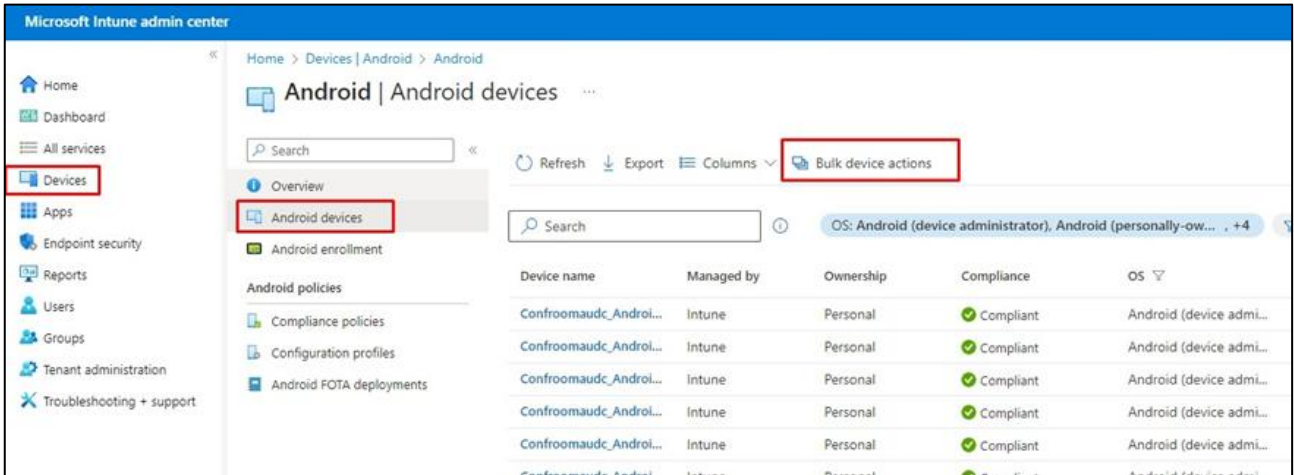 Microsoft Intune admin center
«
Home
Dashboard
All services
Devices
Apps
Endpoint security
Reports
Users
Groups
Tenant administration
Troubleshooting + support
Home > Devices | Android > Android
Android | Android devices ...
Search «
Overview
Android devices
Android enrollment
Android policies
Compliance policies
Configuration profiles
Android FOTA deployments
Refresh Export Columns Bulk device actions
Search OS: Android (device administrator), Android (personally-ow... , +4
Device name Managed by Ownership Compliance OS
Confroomaudc_Androi... Intune Personal Compliant Android (device admi...
Confroomaudc_Androi... Intune Personal Compliant Android (device admi...
Confroomaudc_Androi... Intune Personal Compliant Android (device admi...
Confroomaudc_Androi... Intune Personal Compliant Android (device admi...
Confroomaudc_Androi... Intune Personal Compliant Android (device admi...